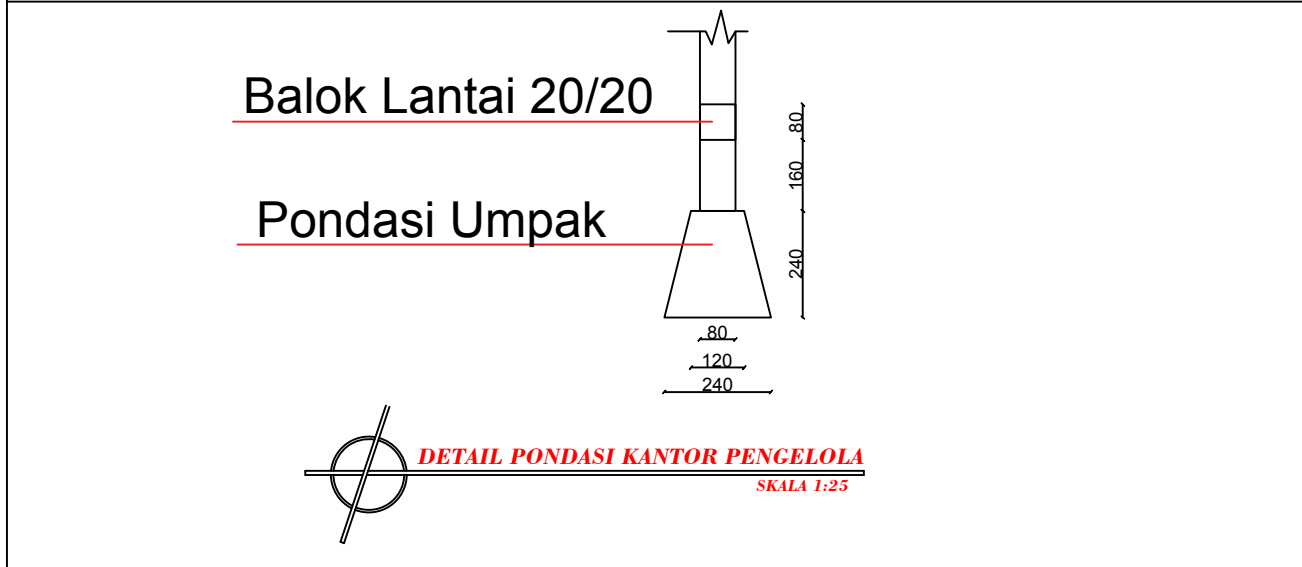 Balok Lantai 20/20
80
160
Pondasi Umpak
240
80
120
240
DETAIL PONDASI KANTOR PENGELOLA
SKALA 1:25